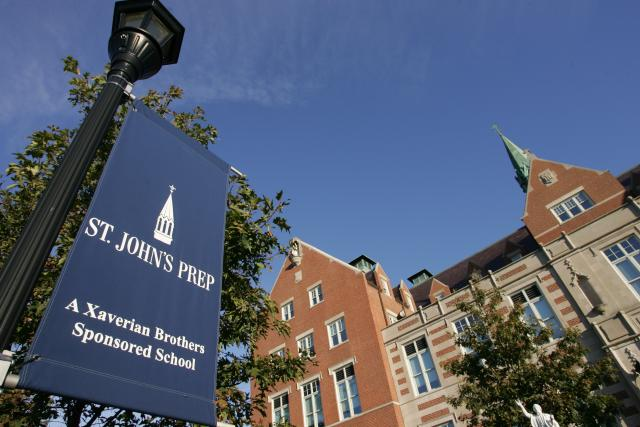 ST. JOHN'S PREP
A Xaverian Brothers
Sponsored School